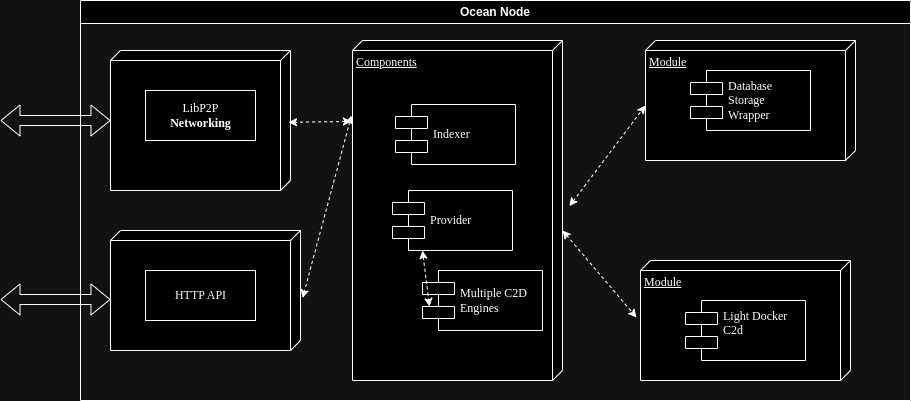 Ocean Node
LibP2P
Networking
HTTP API
Components
Indexer
Provider
Multiple C2D
Engines
Module
Database
Storage
Wrapper
Module
Light Docker
C2d